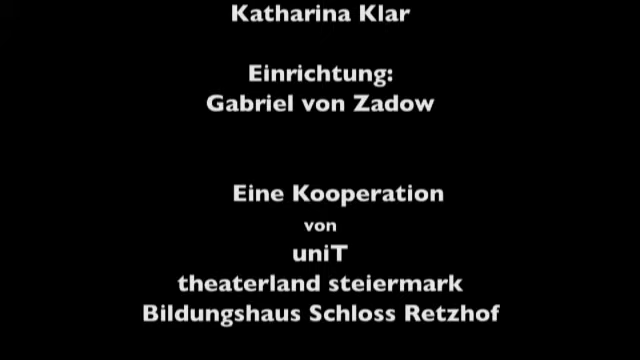 Katharina Klar
Einrichtung:
Gabriel von Zadow
Eine Kooperation
von
uniT
theaterland steiermark
Bildungshaus Schloss Retzhof